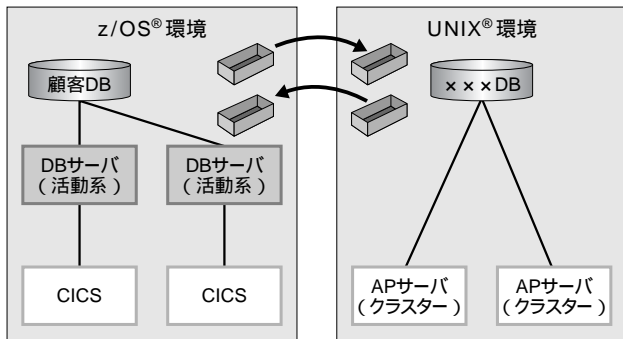 z/OS®環境
顧客DB
DBサーバ
(活動系)
DBサーバ
(活動系)
CICS
CICS
UNIX®環境
×××DB
APサーバ
(クラスター)
APサーバ
(クラスター)